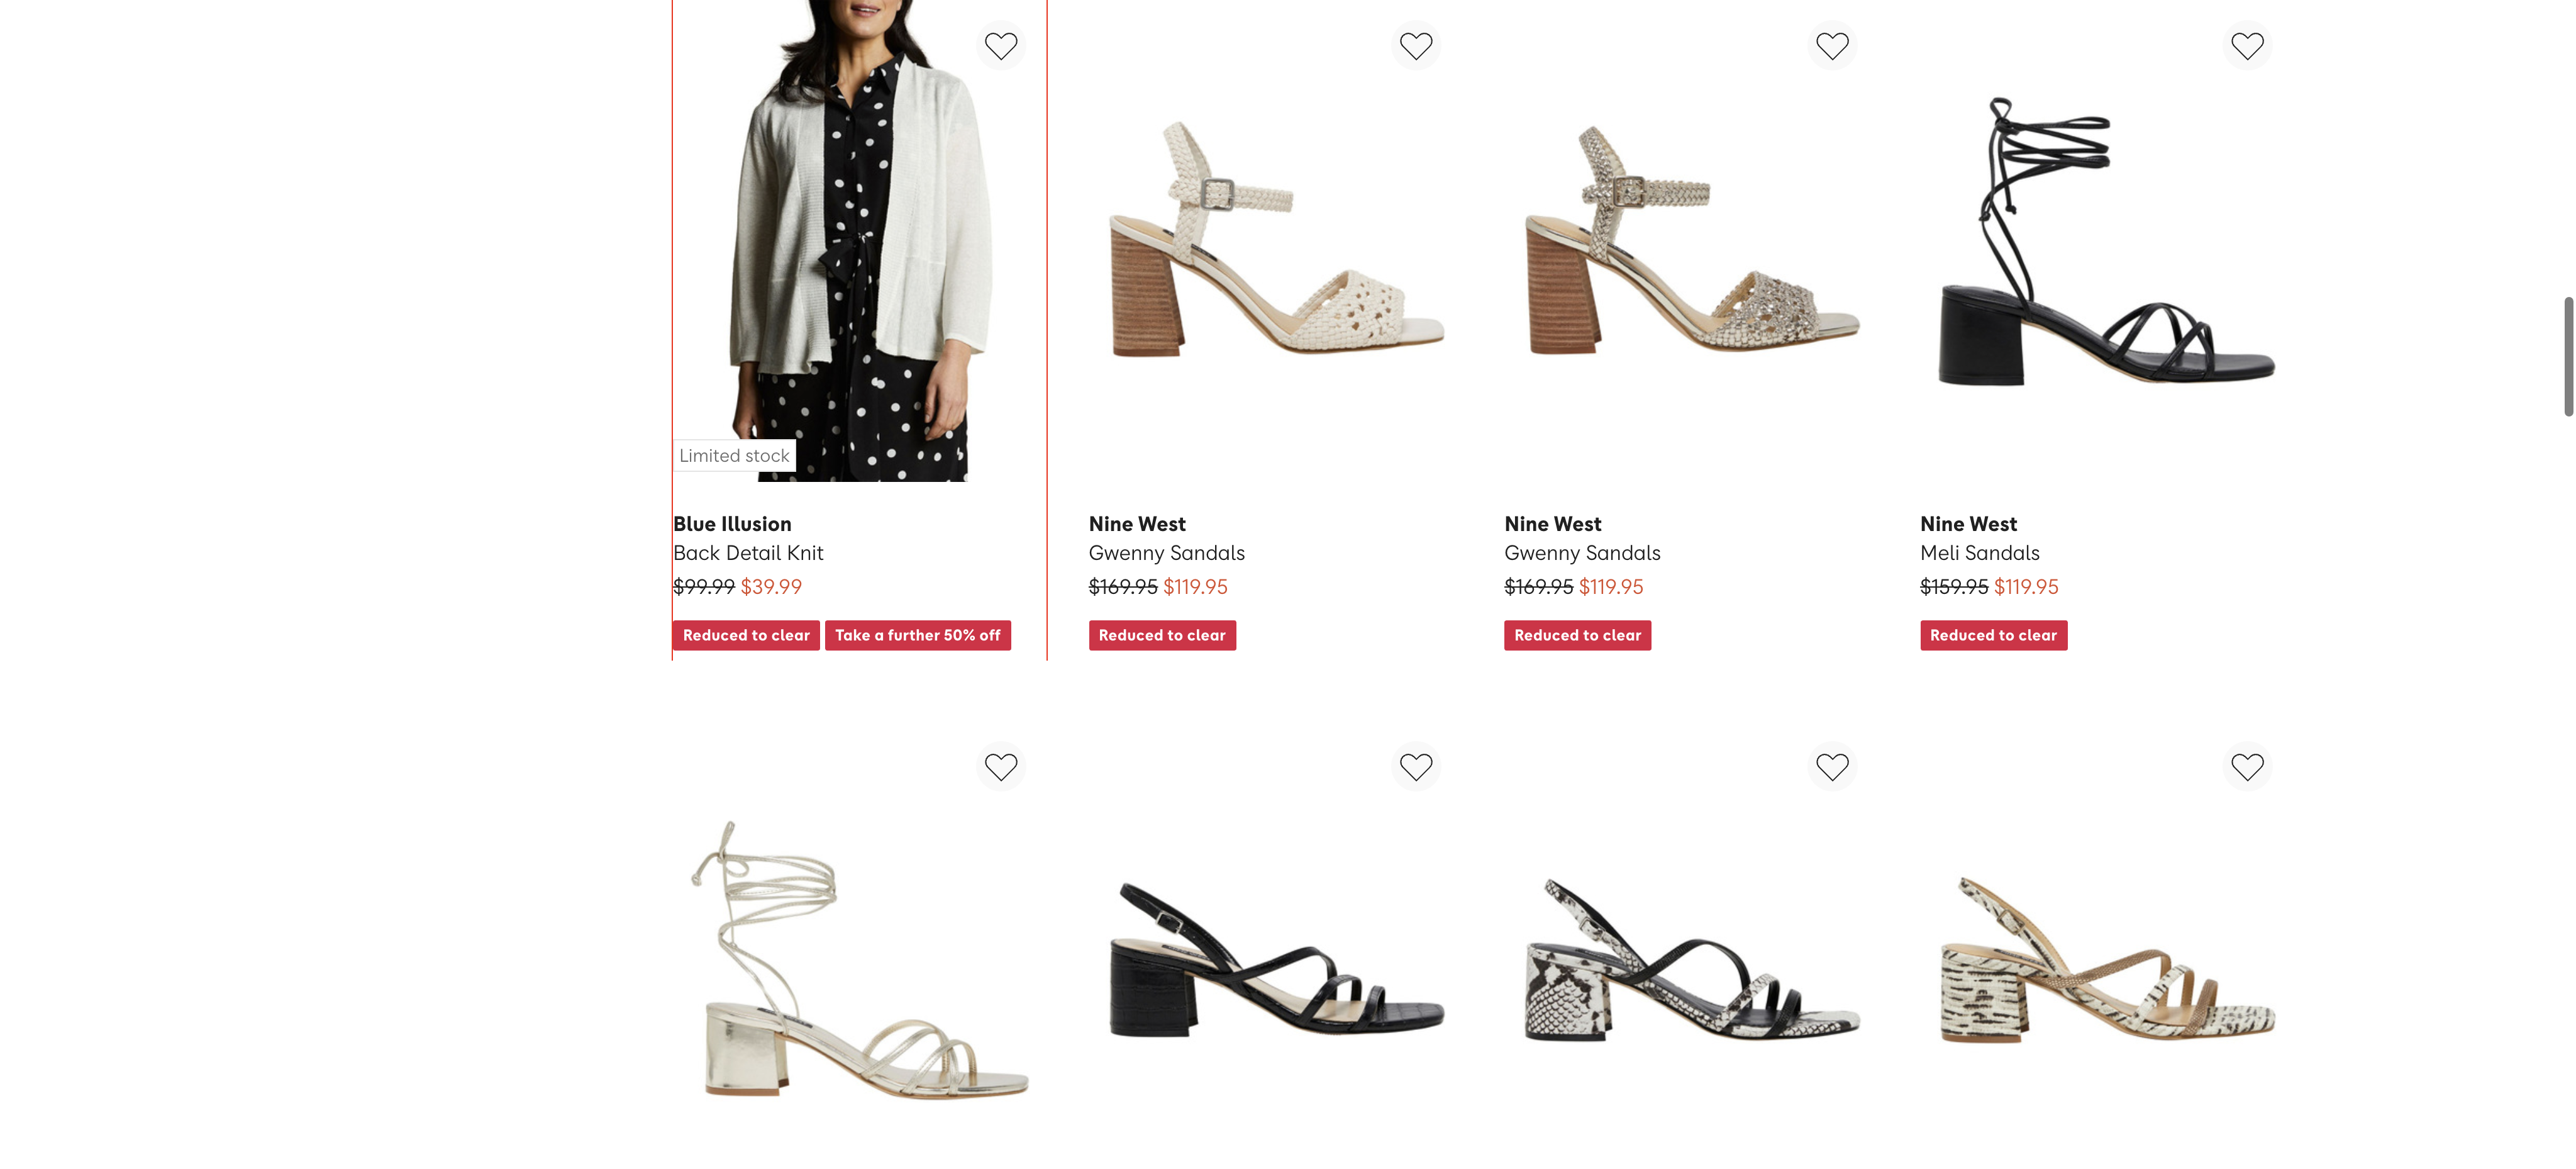 Limited stock
Blue Illusion
Back Detail Knit
$99.99 $39.99
Reduced to clear Take a further 50% off
Nine West
Gwenny Sandals
$169.95 $119.95
Reduced to clear
Nine West
Gwenny Sandals
$169.95 $119.95
Reduced to clear
Nine West
Meli Sandals
$159.95 $119.95
Reduced to clear